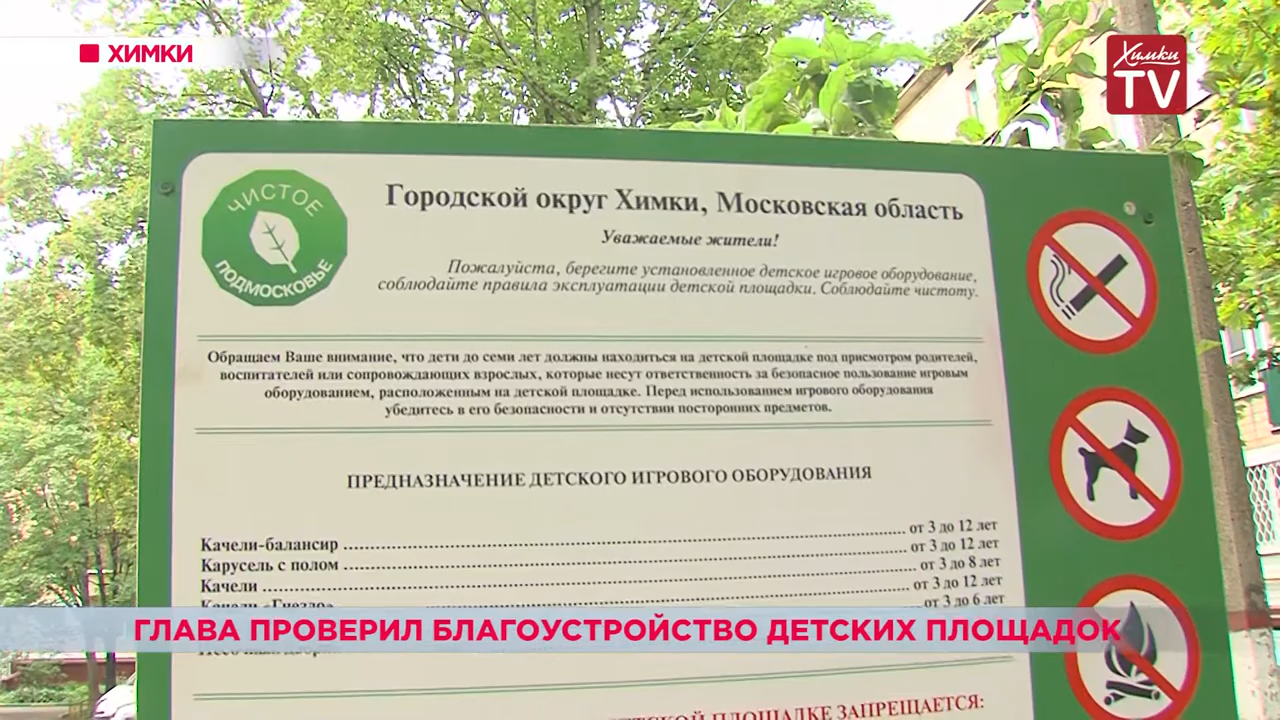 ХИМКИ
Химки
TV
ЧИСТОЕ
ПОДМОСКОВЬЕ
Городской округ Химки, Московская область
Уважаемые жители!
Пожалуйста, берегите установленное детское игровое оборудование,
соблюдайте правила эксплуатации детской площадки. Соблюдайте чистоту.
Обращаем Ваше внимание, что дети до семи лет должны находиться на детской площадке под присмотром родителей,
воспитателей или сопровождающих взрослых, которые несут ответственность за безопасное пользование игровым
оборудованием, расположенным на детской площадке. Перед использованием игрового оборудования
убедитесь в его безопасности и отсутствии посторонних предметов.
ПРЕДНАЗНАЧЕНИЕ ДЕТСКОГО ИГРОВОГО ОБОРУДОВАНИЯ
Качели-балансир от 3 до 12 лет
Карусель с полом от 3 до 12 лет
Качели от 3 до 8 лет
Качели «Гнездо» от 3 до 12 лет
от 3 до 6 лет
ГЛАВА ПРОВЕРИЛ БЛАГОУСТРОЙСТВО ДЕТСКИХ ПЛОЩАДОК
ПЛОЩАДКЕ ЗАПРЕЩАЕТСЯ: